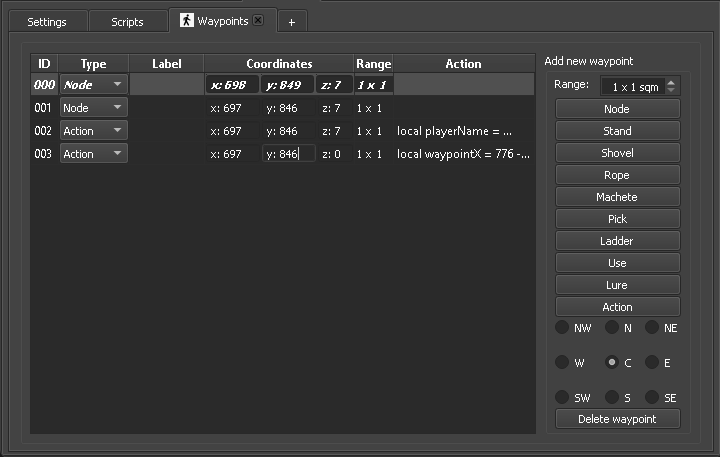 Settings Scripts Waypoints +
ID Type Label Coordinates Range Action
000 Node x: 698 y: 849 z: 7 1 x 1
001 Node x: 697 y: 846 z: 7 1 x 1
002 Action x: 697 y: 846 z: 7 1 x 1 local playerName = ...
003 Action x: 697 y: 846 z: 0 1 x 1 local waypointX = 776 -...
Add new waypoint
Range: 1 x 1 sqm
Node
Stand
Shovel
Rope
Machete
Pick
Ladder
Use
Lure
Action
NW N NE
W C E
SW S SE
Delete waypoint